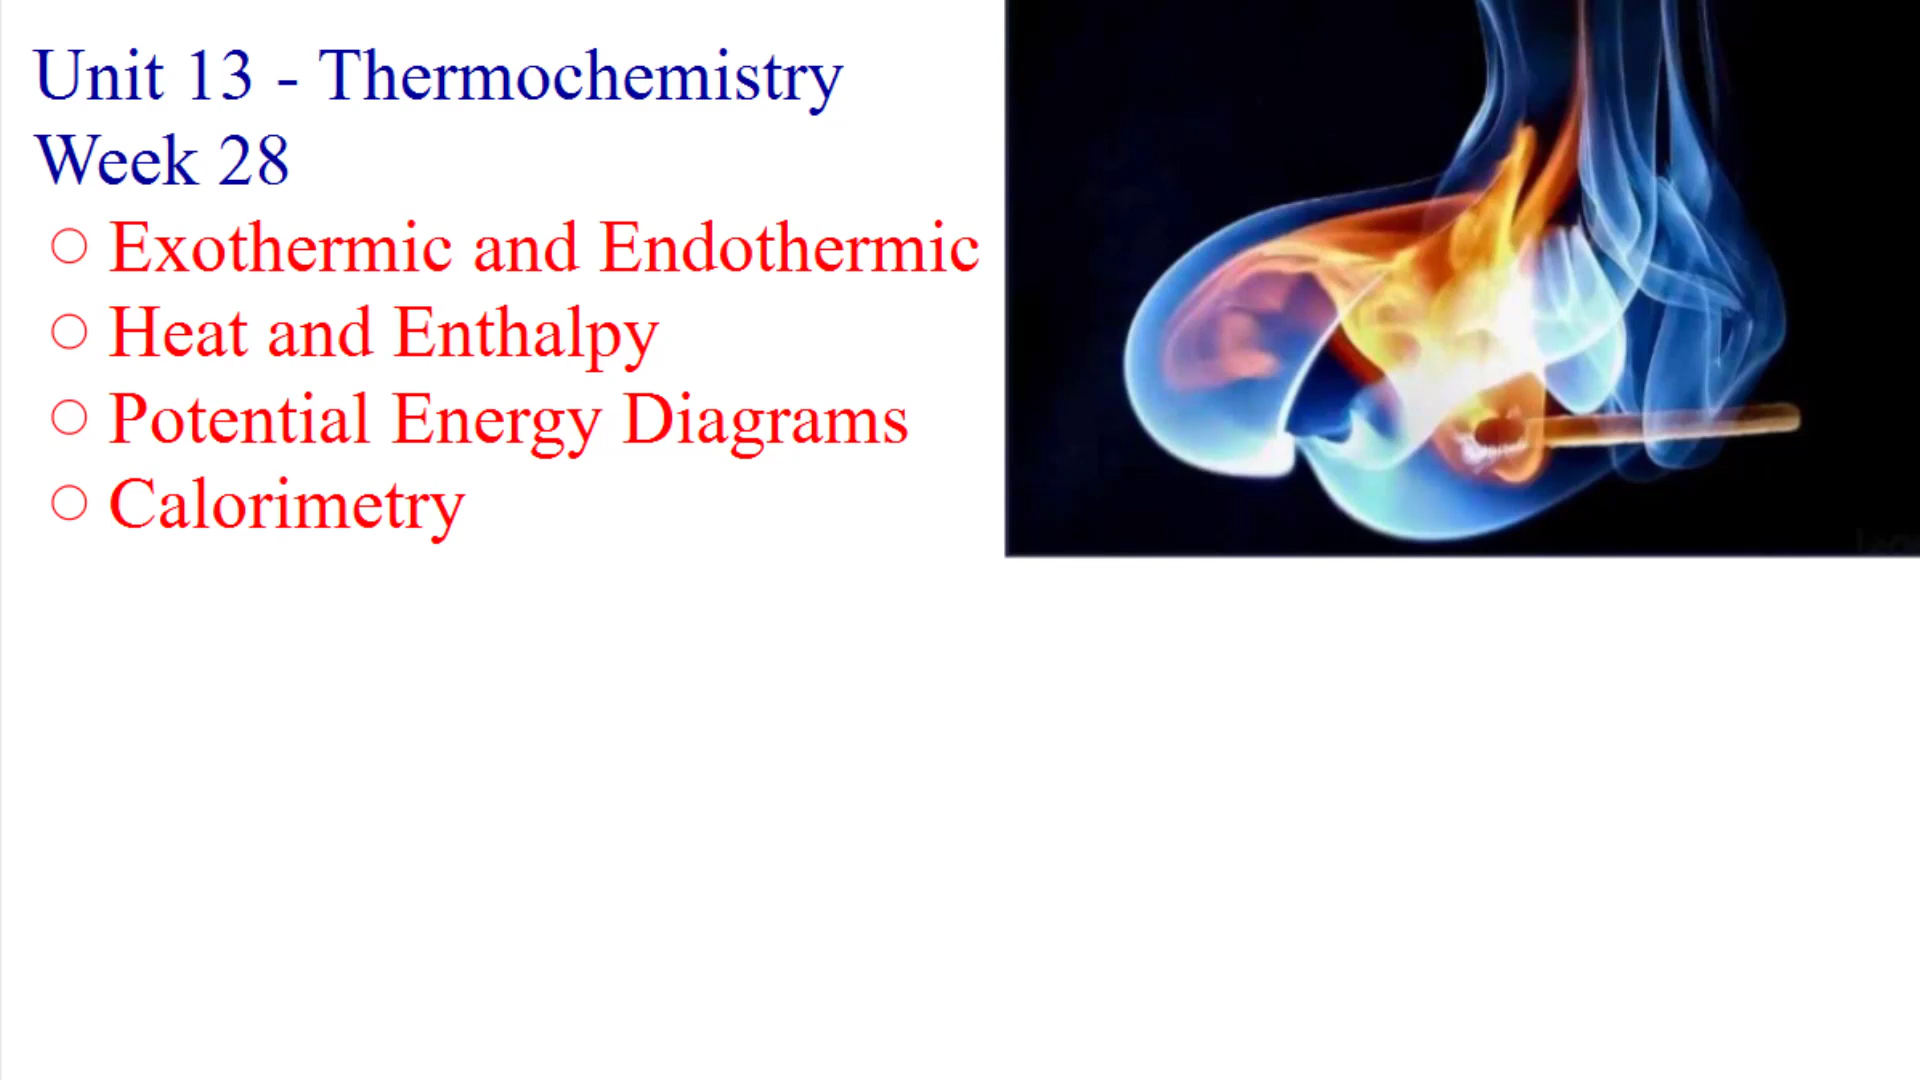 Unit 13 - Thermochemistry
Week 28
○ Exothermic and Endothermic
○ Heat and Enthalpy
○ Potential Energy Diagrams
○ Calorimetry